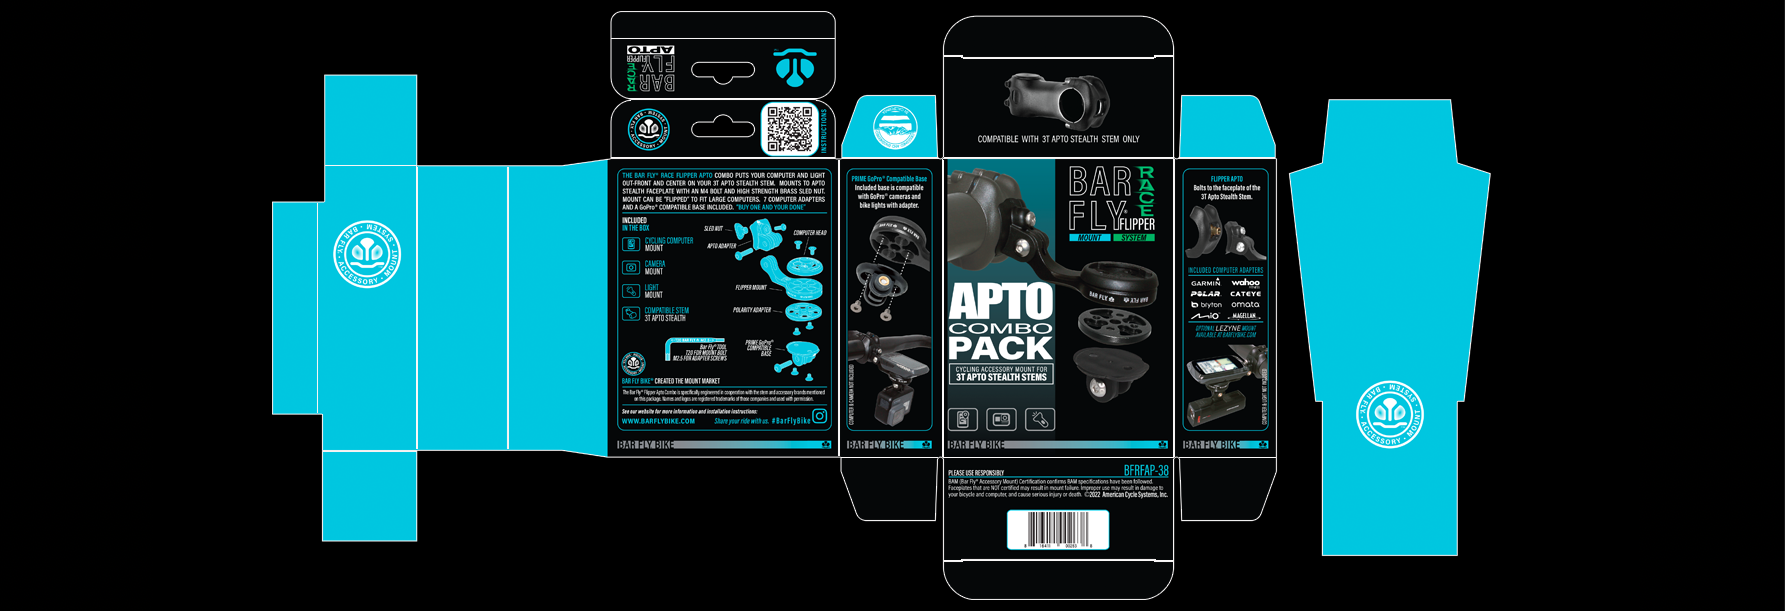 BAR FLY
RACE
FLIPPER
APTO
BAR FLY • ACCESSORY • MOUNT • SYSTEM •
INSTRUCTIONS
COMPATIBLE WITH 3T APTO STEALTH STEM ONLY
BAR FLY • ACCESSORY • MOUNT • SYSTEM •
THE BAR FLY® RACE FLIPPER APTO COMBO PUTS YOUR COMPUTER AND LIGHT
OUT-FRONT AND CENTER ON YOUR 3T APTO STEALTH STEM. MOUNTS TO APTO
STEALTH FACEPLATE WITH AN M4 BOLT AND HIGH STRENGTH BRASS SLED NUT.
MOUNT CAN BE "FLIPPED" TO FIT LARGE COMPUTERS. 7 COMPUTER ADAPTERS
AND A GoPro® COMPATIBLE BASE INCLUDED. "BUY ONE AND YOUR DONE"
INCLUDED
IN THE BOX
CYCLING COMPUTER
MOUNT
CAMERA
MOUNT
LIGHT
MOUNT
COMPATIBLE STEM
3T APTO STEALTH
SLED NUT
COMPUTER HEAD
APTO ADAPTER
FLIPPER MOUNT
POLARITY ADAPTER
PRIME GoPro®
COMPATIBLE
BASE
Bar Fly® TOOL
T20 FOR MOUNT BOLT
M2.5 FOR ADAPTER SCREWS
BAR FLY BIKE® CREATED THE MOUNT MARKET
The Bar Fly® Flipper Apto Combo is specifically engineered in cooperation with the stem and accessory brands mentioned
on this package. Names and logos are registered trademarks of those companies and used with permission.
See our website for more information and installation instructions:
WWW.BARFLYBIKE.COM
Share your ride with us. #BarFlyBike
BAR FLY BIKE
PRIME GoPro® Compatible Base
Included base is compatible
with GoPro® cameras and
bike lights with adapter.
BAR FLY
BAR FLY
COMPUTER & CAMERA NOT INCLUDED
BAR FLY BIKE
BAR
FLY®
RACE
FLIPPER
MOUNT SYSTEM
BAR FLY
BAR FLY
APTO
COMBO
PACK
CYCLING ACCESSORY MOUNT FOR
3T APTO STEALTH STEMS
BAR FLY BIKE
FLIPPER APTO
Bolts to the faceplate of the
3T Apto Stealth Stem.
INCLUDED COMPUTER ADAPTERS
GARMIN
wahoo
POLAR
CATEYE
bryton
omata
MIO
MAGELLAN
OPTIONAL LEZYNE MOUNT
AVAILABLE AT BARFLYBIKE.COM
COMPUTER & LIGHT NOT INCLUDED
BAR FLY BIKE
BAR FLY • ACCESSORY • MOUNT • SYSTEM •
PLEASE USE RESPONSIBLY
BFRFAP-38
BAM (Bar Fly® Accessory Mount) Certification confirms BAM specifications have been followed.
Faceplates that are NOT certified may result in mount failure. Improper use may result in damage to
your bicycle and computer, and cause serious injury or death. ©2022 American Cycle Systems, Inc.